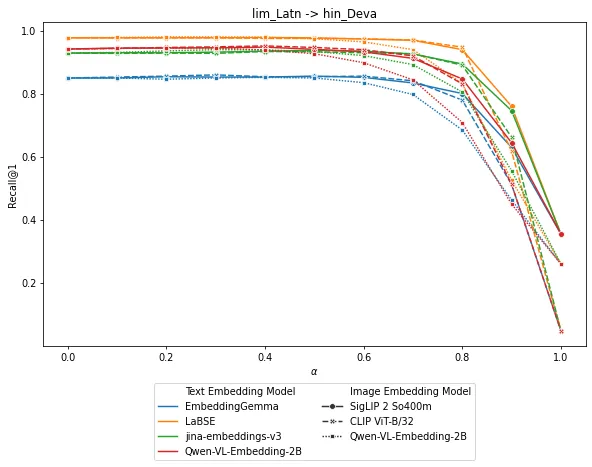 lim_Latn -> hin_Deva
Recall@1
1.0
0.8
0.6
0.4
0.2
0.0 0.2 0.4 0.6 0.8 1.0
α
Text Embedding Model
EmbeddingGemma
LaBSE
jina-embeddings-v3
Qwen-VL-Embedding-2B
Image Embedding Model
SigLIP 2 So400m
CLIP ViT-B/32
Qwen-VL-Embedding-2B